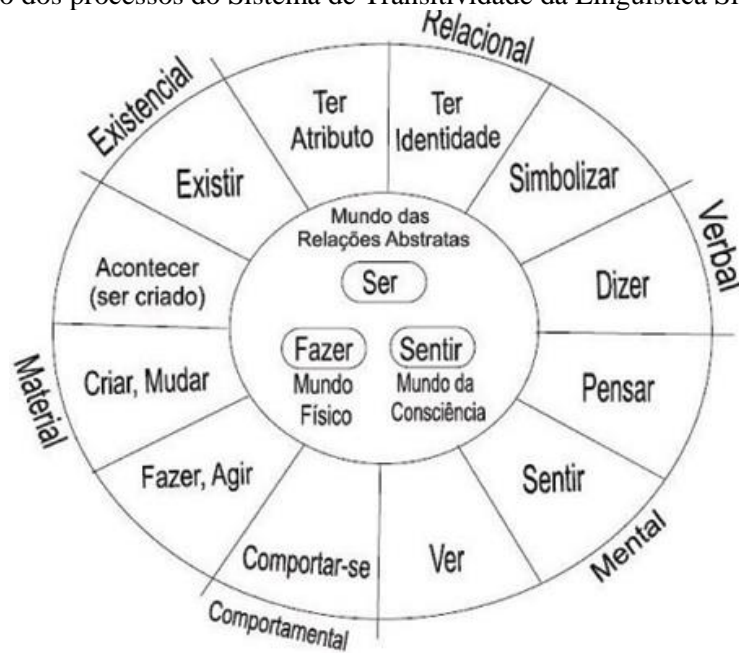 o dos processos do Sistema de Transitividade da Linguística Si
Relacional
Existencial
Ter
Atributo
Ter
Identidade
Existir
Simbolizar
Verbal
Mundo das
Relações Abstratas
Ser
Acontecer
(ser criado)
Dizer
Fazer
Mundo
Físico
Sentir
Mundo da
Consciência
Material
Criar, Mudar
Pensar
Fazer, Agir
Sentir
Mental
Comportar-se
Ver
Comportamental